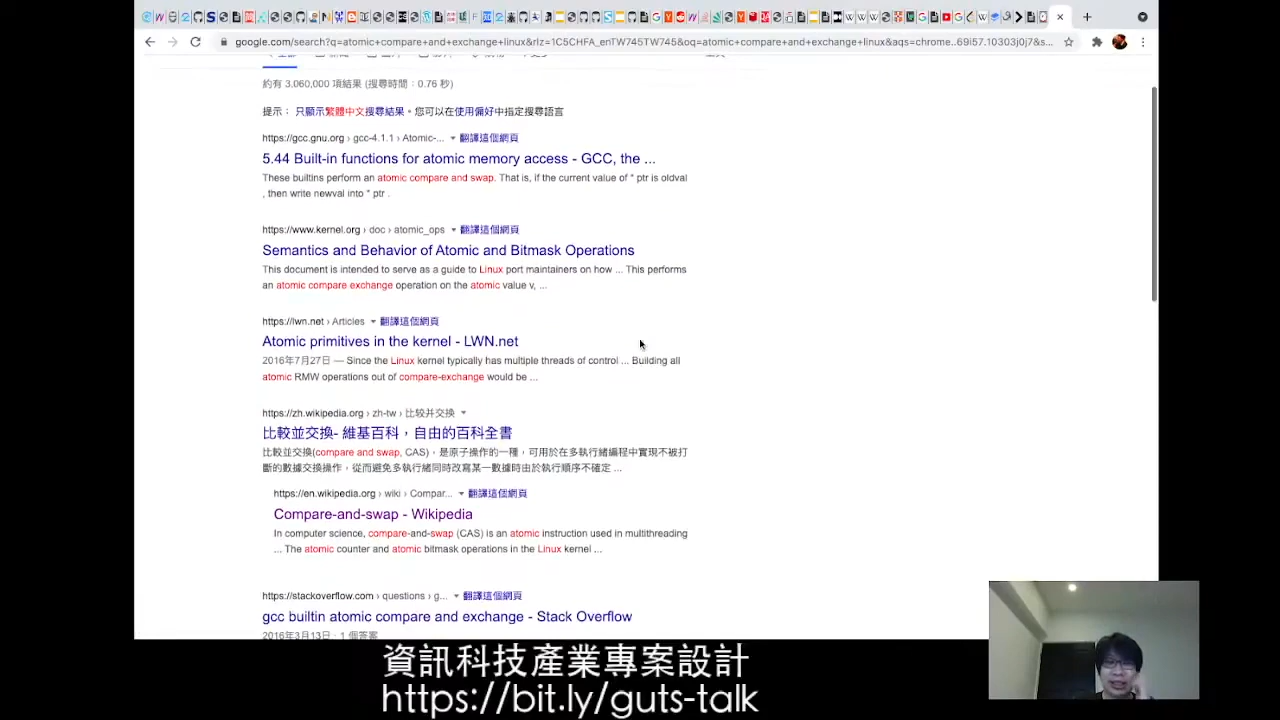 google.com/search?q=atomic+compare+and+exchange+linux&rlz=1C5CHFA_enTW745TW745&oq=atomic+compare+and+exchange+linux&aqs=chrome..69i57.10303j0j7&s...
約有 3,060,000 項結果 (搜尋時間：0.76 秒)
提示： 只顯示繁體中文搜尋結果。您可以在使用偏好中指定搜尋語言
https://gcc.gnu.org › gcc-4.1.1 › Atomic-... 翻譯這個網頁
5.44 Built-in functions for atomic memory access - GCC, the ...
These builtins perform an atomic compare and swap. That is, if the current value of * ptr is oldval
, then write newval into * ptr .
https://www.kernel.org › doc › atomic_ops 翻譯這個網頁
Semantics and Behavior of Atomic and Bitmask Operations
This document is intended to serve as a guide to Linux port maintainers on how ... This performs
an atomic compare exchange operation on the atomic value v, ...
https://lwn.net › Articles 翻譯這個網頁
Atomic primitives in the kernel - LWN.net
2016年7月27日 — Since the Linux kernel typically has multiple threads of control ... Building all
atomic RMW operations out of compare-exchange would be ...
https://zh.wikipedia.org › zh-tw › 比较并交换
比較並交換- 維基百科，自由的百科全書
比較並交換(compare and swap, CAS)，是原子操作的一種，可用於在多執行緒編程中實現不被打
斷的數據交換操作，從而避免多執行緒同時改寫某一數據時由於執行順序不確定 ...
https://en.wikipedia.org › wiki › Compar... 翻譯這個網頁
Compare-and-swap - Wikipedia
In computer science, compare-and-swap (CAS) is an atomic instruction used in multithreading
... The atomic counter and atomic bitmask operations in the Linux kernel ...
https://stackoverflow.com › questions › g... 翻譯這個網頁
gcc builtin atomic compare and exchange - Stack Overflow
2016年3月13日 · 1 個答案
資訊科技產業專案設計
https://bit.ly/guts-talk